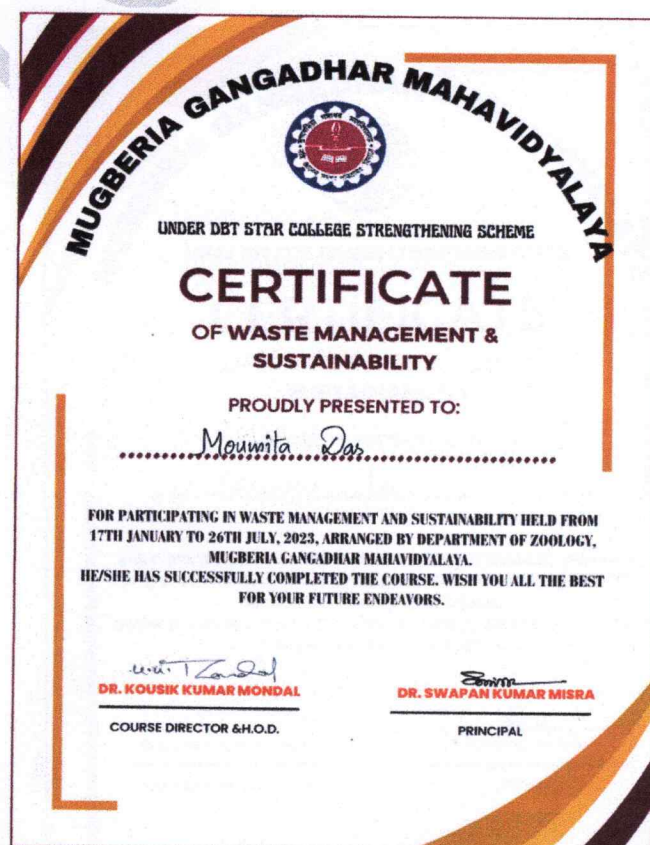 MUGBERIA GANGADHAR MAHAVIDYALAYA
UNDER DBT STAR COLLEGE STRENGTHENING SCHEME
CERTIFICATE
OF WASTE MANAGEMENT &
SUSTAINABILITY
PROUDLY PRESENTED TO:
Moumita Das
FOR PARTICIPATING IN WASTE MANAGEMENT AND SUSTAINABILITY HELD FROM
17TH JANUARY TO 26TH JULY, 2023, ARRANGED BY DEPARTMENT OF ZOOLOGY,
MUGBERIA GANGADHAR MAHAVIDYALAYA.
HE/SHE HAS SUCCESSFULLY COMPLETED THE COURSE. WISH YOU ALL THE BEST
FOR YOUR FUTURE ENDEAVORS.
DR. KOUSIK KUMAR MONDAL
DR. SWAPAN KUMAR MISRA
COURSE DIRECTOR &H.O.D.
PRINCIPAL